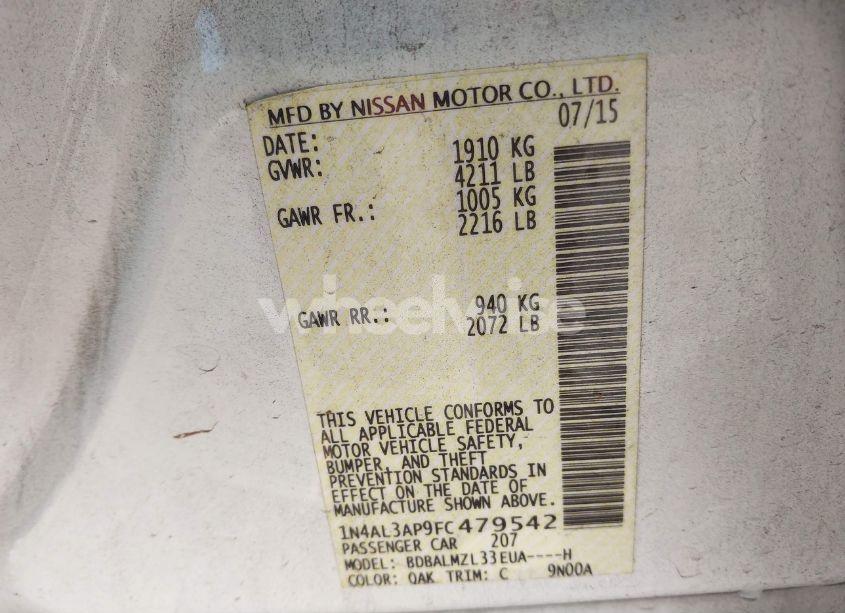 MFD BY NISSAN MOTOR CO., LTD.
DATE: 07/15
GVWR: 1910 KG
4211 LB
GAWR FR.: 1005 KG
2216 LB
GAWR RR.: 940 KG
2072 LB
THIS VEHICLE CONFORMS TO
ALL APPLICABLE FEDERAL
MOTOR VEHICLE SAFETY,
BUMPER, AND THEFT
PREVENTION STANDARDS IN
EFFECT ON THE DATE OF
MANUFACTURE SHOWN ABOVE.
1N4AL3AP9FC479542
PASSENGER CAR 207
MODEL: BDBALMZL33EUA----H
COLOR: QAK TRIM: C 9N00A
wheelwise